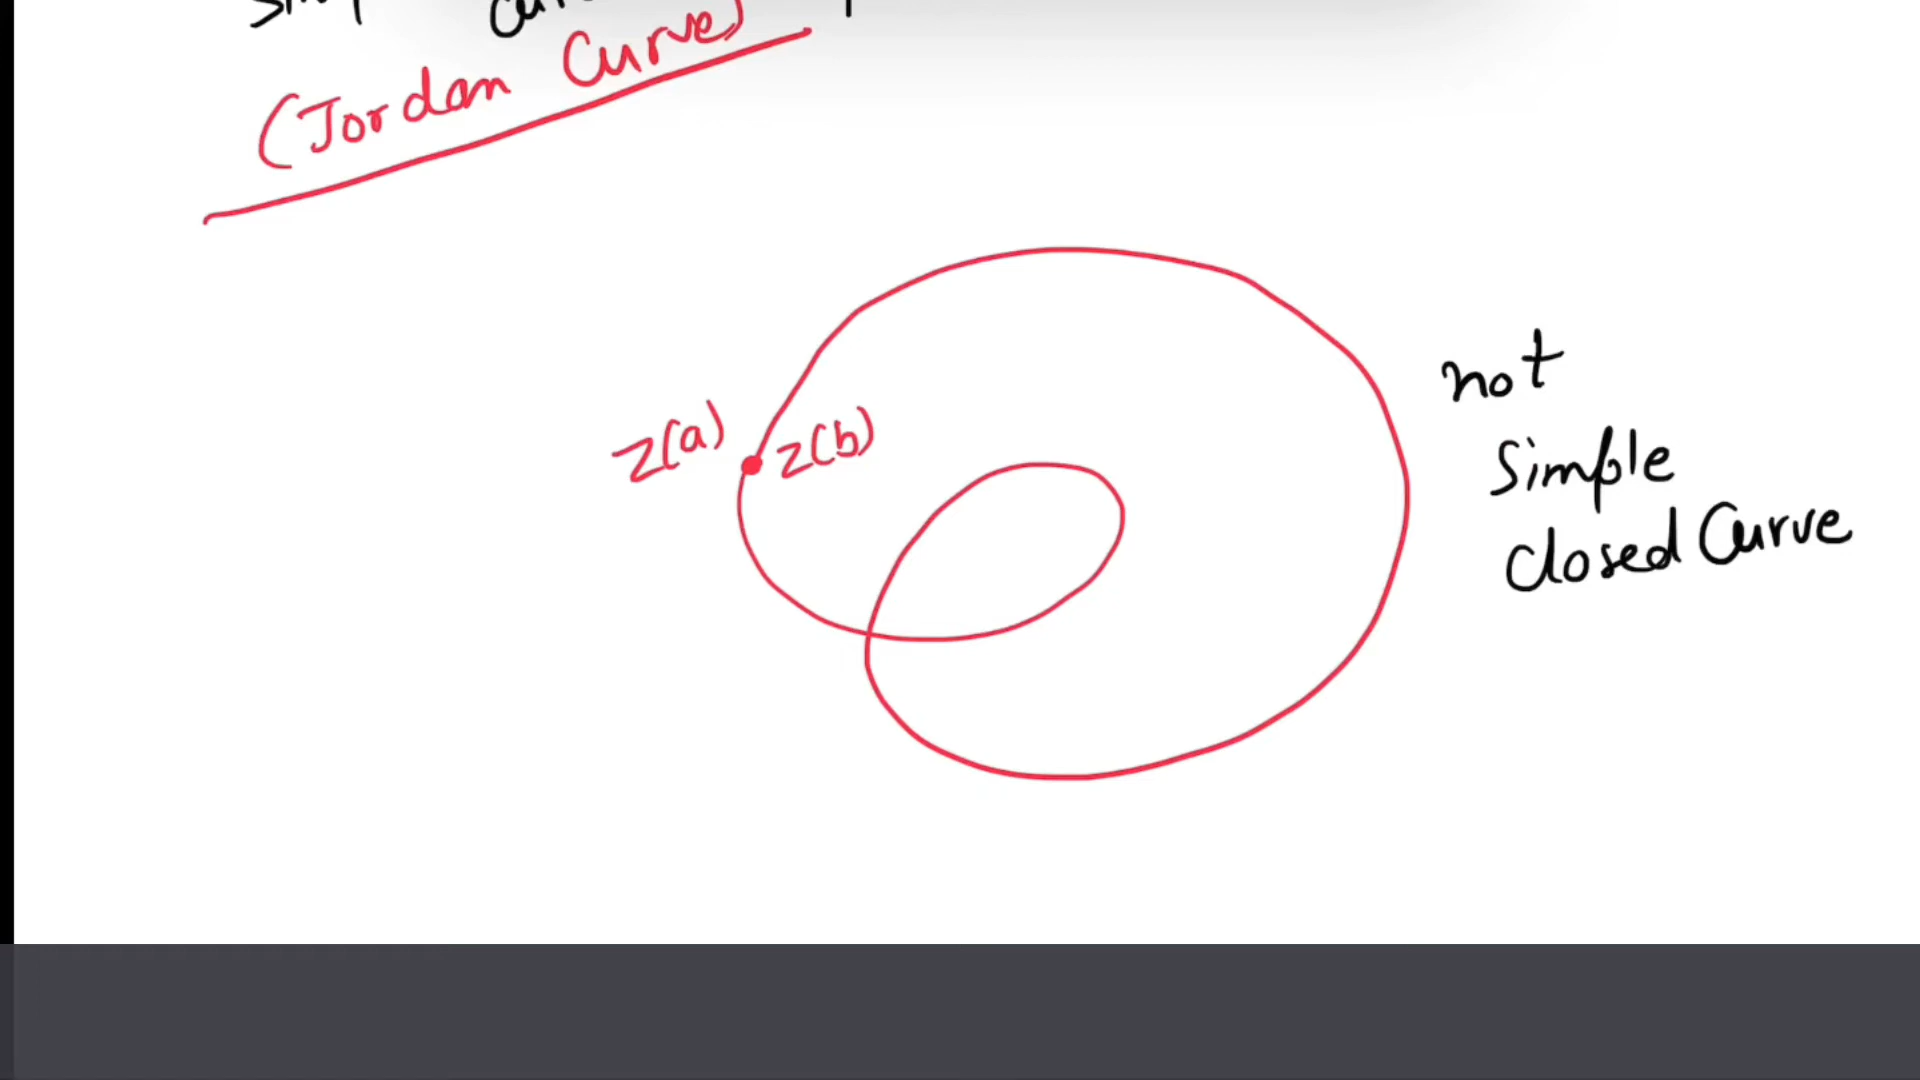 (Jordan Curve)
z(a) z(b)
not
Simple
Closed Curve